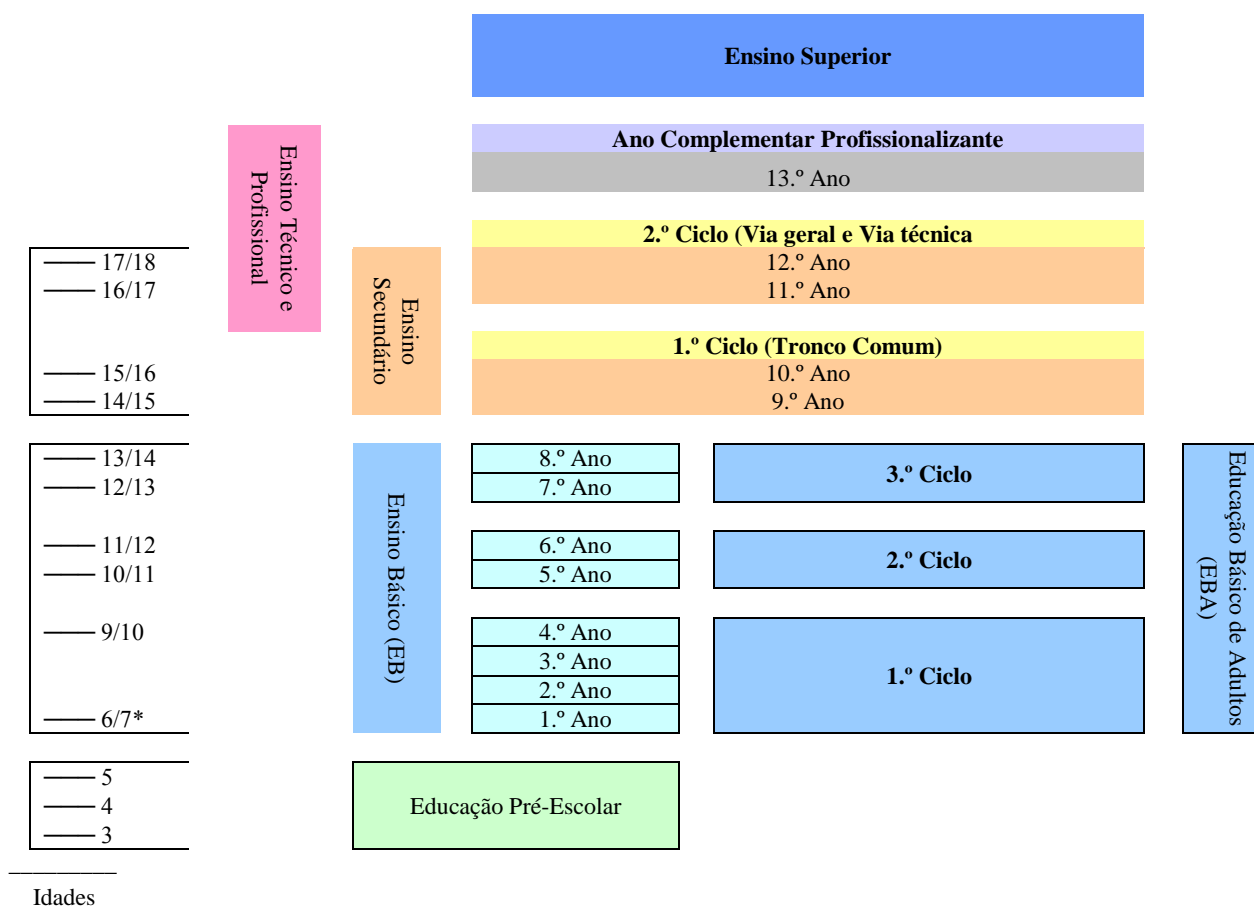 Ensino Superior
Ensino Técnico e
Profissional
Ano Complementar Profissionalizante
13.º Ano
2.º Ciclo (Via geral e Via técnica
17/18
12.º Ano
16/17
11.º Ano
Ensino
Secundário
1.º Ciclo (Tronco Comum)
15/16
10.º Ano
14/15
9.º Ano
13/14
8.º Ano
3.º Ciclo
12/13
7.º Ano
Ensino Básico (EB)
Educação Básico de Adultos
(EBA)
11/12
6.º Ano
2.º Ciclo
10/11
5.º Ano
9/10
4.º Ano
3.º Ano
1.º Ciclo
2.º Ano
6/7*
1.º Ano
5
4
Educação Pré-Escolar
3
Idades